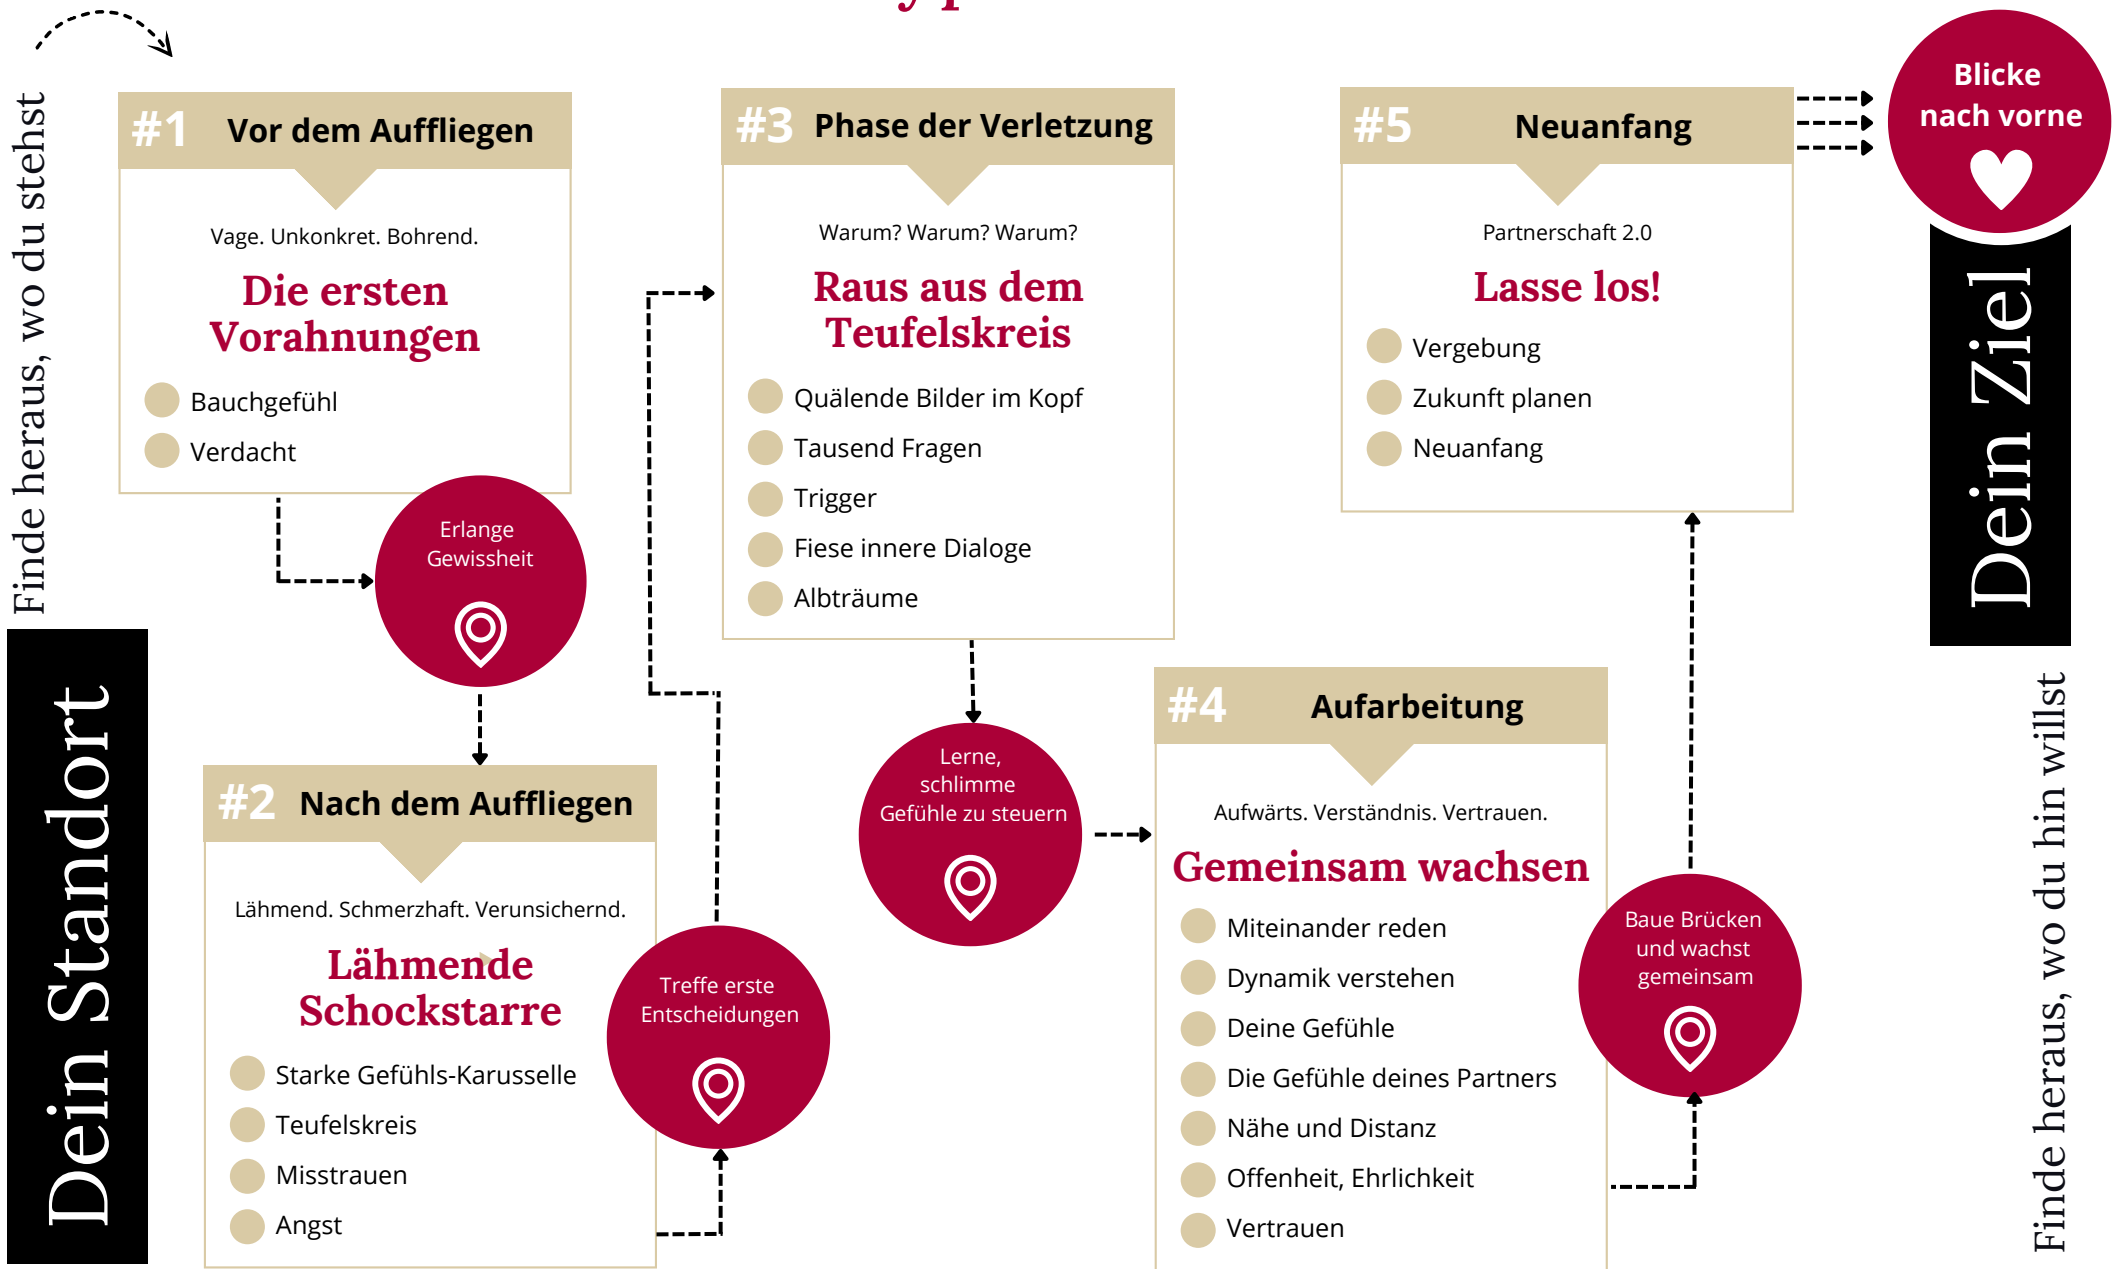 Finde heraus, wo du stehst
Dein Standort
#1 Vor dem Auffliegen
Vage. Unkonkret. Bohrend.
Die ersten
Vorahnungen
Bauchgefühl
Verdacht
Erlange
Gewissheit
#2 Nach dem Auffliegen
Lähmend. Schmerzhaft. Verunsichernd.
Lähmende
Schockstarre
Starke Gefühls-Karusselle
Teufelskreis
Misstrauen
Angst
Treffe erste
Entscheidungen
#3 Phase der Verletzung
Warum? Warum? Warum?
Raus aus dem
Teufelskreis
Quälende Bilder im Kopf
Tausend Fragen
Trigger
Fiese innere Dialoge
Albträume
Lerne,
schlimme
Gefühle zu steuern
#4 Aufarbeitung
Aufwärts. Verständnis. Vertrauen.
Gemeinsam wachsen
Miteinander reden
Dynamik verstehen
Deine Gefühle
Die Gefühle deines Partners
Nähe und Distanz
Offenheit, Ehrlichkeit
Vertrauen
Baue Brücken
und wachst
gemeinsam
#5 Neuanfang
Partnerschaft 2.0
Lasse los!
Vergebung
Zukunft planen
Neuanfang
Blicke
nach vorne
Dein Ziel
Finde heraus, wo du hin willst